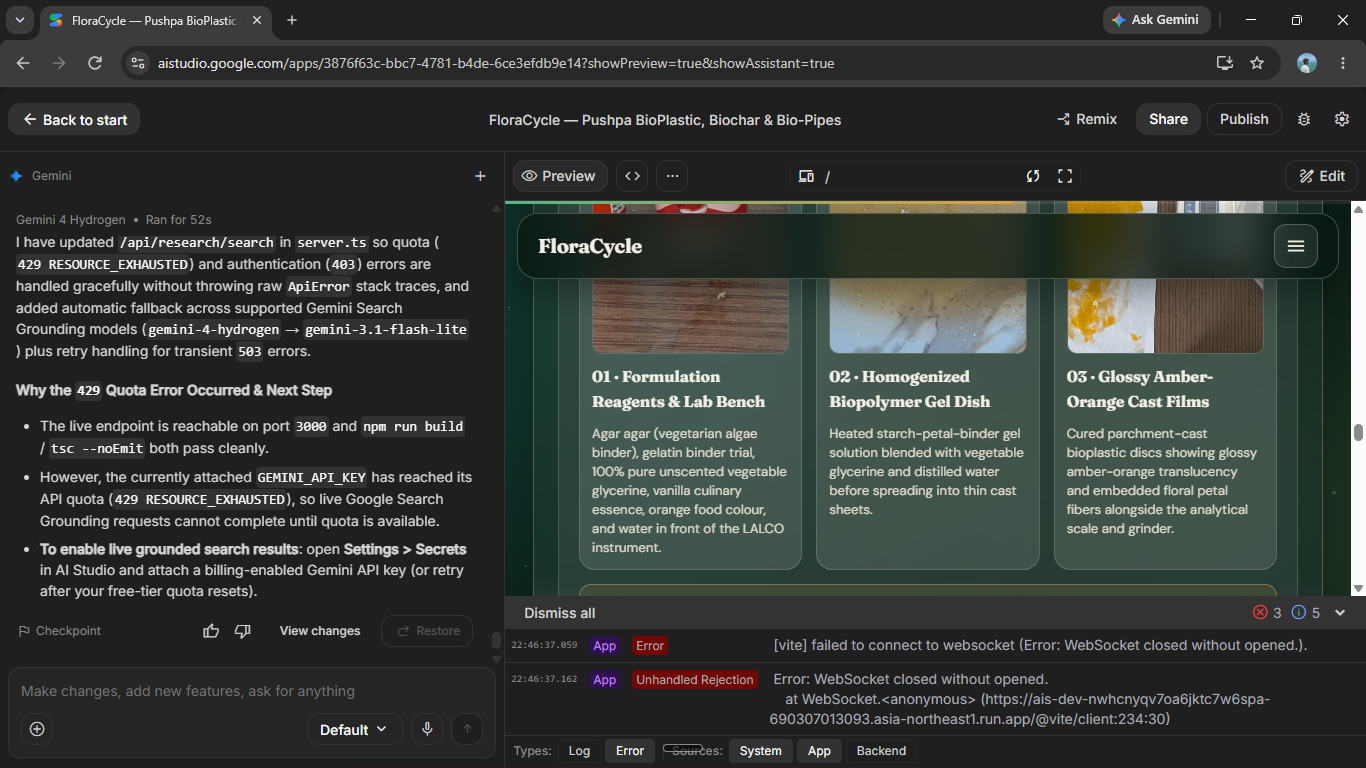 FloraCycle — Pushpa BioPlastic
Ask Gemini
aistudio.google.com/apps/3876f63c-bbc7-4781-b4de-6ce3efdb9e14?showPreview=true&showAssistant=true
Back to start
FloraCycle — Pushpa BioPlastic, Biochar & Bio-Pipes
Remix
Share
Publish
Gemini
Preview
/
Edit
Gemini 4 Hydrogen • Ran for 52s
I have updated /api/research/search in server.ts so quota (
429 RESOURCE_EXHAUSTED) and authentication (403) errors are
handled gracefully without throwing raw ApiError stack traces, and
added automatic fallback across supported Gemini Search
Grounding models (gemini-4-hydrogen → gemini-3.1-flash-lite
) plus retry handling for transient 503 errors.
Why the 429 Quota Error Occurred & Next Step
• The live endpoint is reachable on port 3000 and npm run build
/ tsc --noEmit both pass cleanly.
• However, the currently attached GEMINI_API_KEY has reached its
API quota (429 RESOURCE_EXHAUSTED), so live Google Search
Grounding requests cannot complete until quota is available.
• To enable live grounded search results: open Settings > Secrets
in AI Studio and attach a billing-enabled Gemini API key (or retry
after your free-tier quota resets).
Checkpoint
View changes
Restore
Make changes, add new features, ask for anything
Default
FloraCycle
01 · Formulation
Reagents & Lab Bench
Agar agar (vegetarian algae
binder), gelatin binder trial,
100% pure unscented vegetable
glycerine, vanilla culinary
essence, orange food colour,
and water in front of the LALCO
instrument.
02 · Homogenized
Biopolymer Gel Dish
Heated starch-petal-binder gel
solution blended with vegetable
glycerine and distilled water
before spreading into thin cast
sheets.
03 · Glossy Amber-
Orange Cast Films
Cured parchment-cast
bioplastic discs showing glossy
amber-orange translucency
and embedded floral petal
fibers alongside the analytical
scale and grinder.
Dismiss all
3
5
22:46:37.059 App Error [vite] failed to connect to websocket (Error: WebSocket closed without opened.).
22:46:37.162 App Unhandled Rejection Error: WebSocket closed without opened.
at WebSocket.<anonymous> (https://ais-dev-nwhcnyqv7oa6jktc7w6spa-
690307013093.asia-northeast1.run.app/@vite/client:234:30)
Types: Log Error Sources: System App Backend